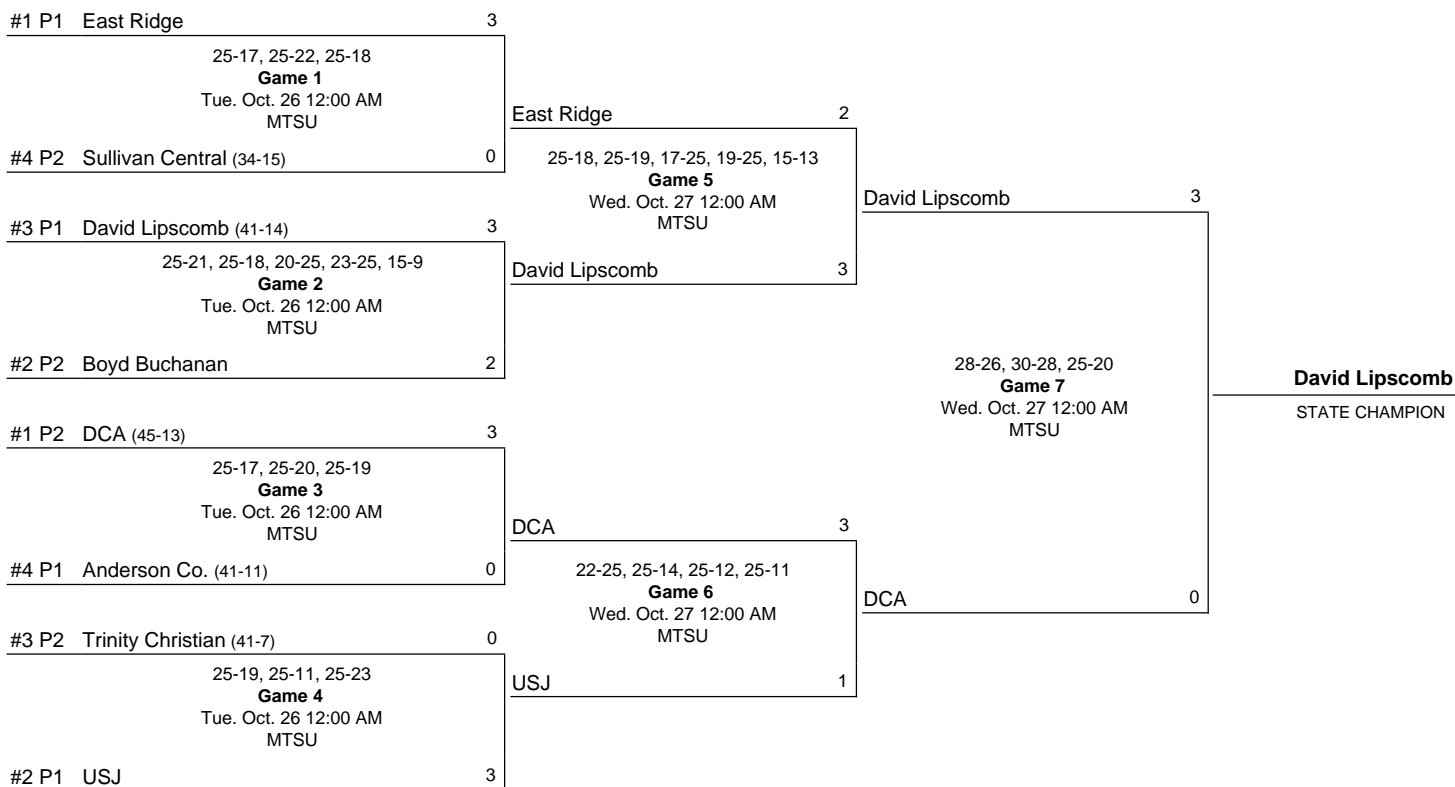 #1 P1 East Ridge 3
25-17, 25-22, 25-18
Game 1
Tue. Oct. 26 12:00 AM
MTSU
#4 P2 Sullivan Central (34-15) 0
#3 P1 David Lipscomb (41-14) 3
25-21, 25-18, 20-25, 23-25, 15-9
Game 2
Tue. Oct. 26 12:00 AM
MTSU
#2 P2 Boyd Buchanan 2
#1 P2 DCA (45-13) 3
25-17, 25-20, 25-19
Game 3
Tue. Oct. 26 12:00 AM
MTSU
#4 P1 Anderson Co. (41-11) 0
#3 P2 Trinity Christian (41-7) 0
25-19, 25-11, 25-23
Game 4
Tue. Oct. 26 12:00 AM
MTSU
#2 P1 USJ 3
East Ridge 2
25-18, 25-19, 17-25, 19-25, 15-13
Game 5
Wed. Oct. 27 12:00 AM
MTSU
David Lipscomb 3
DCA 3
22-25, 25-14, 25-12, 25-11
Game 6
Wed. Oct. 27 12:00 AM
MTSU
USJ 1
David Lipscomb 3
28-26, 30-28, 25-20
Game 7
Wed. Oct. 27 12:00 AM
MTSU
DCA 0
David Lipscomb
STATE CHAMPION